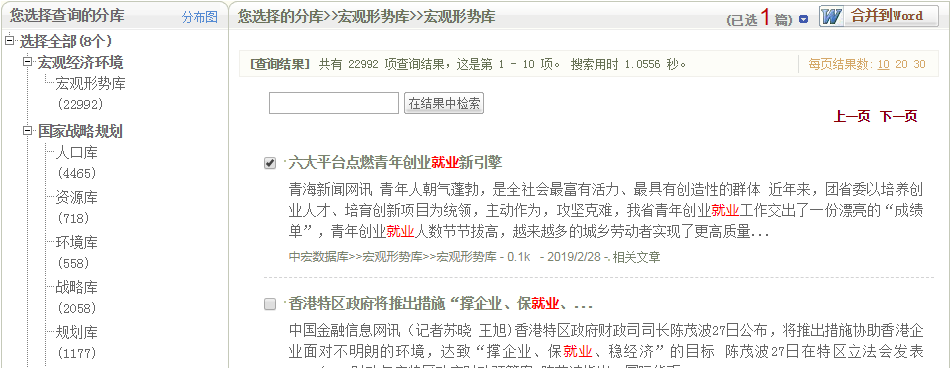 您选择查询的分库 分布图
选择全部(8个)
宏观经济环境
宏观形势库
(22992)
国家战略规划
人口库
(4465)
资源库
(718)
环境库
(558)
战略库
(2058)
规划库
(1177)
您选择的分库>>宏观形势库>>宏观形势库 (已选1篇) 合并到Word
[查询结果] 共有 22992 项查询结果，这是第 1 - 10 项。 搜索用时 1.0556 秒。 每页结果数: 10 20 30
在结果中检索
上一页 下一页
六大平台点燃青年创业就业新引擎
青海新闻网讯 青年人朝气蓬勃，是全社会最富有活力、最具有创造性的群体 近年来，团省委以培养创
业人才、培育创新项目为统领，主动作为，攻坚克难，我省青年创业就业工作交出了一份漂亮的“成绩
单”，青年创业就业人数节节拔高，越来越多的城乡劳动者实现了更高质量...
中宏数据库>>宏观形势库>>宏观形势库 - 0.1k - 2019/2/28 -. 相关文章
香港特区政府将推出措施“撑企业、保就业、...
中国金融信息网讯（记者苏晓 王旭)香港特区政府财政司司长陈茂波27日公布，将推出措施协助香港企
业面对不明朗的环境，达致“撑企业、保就业、稳经济”的目标 陈茂波27日在特区立法会发表